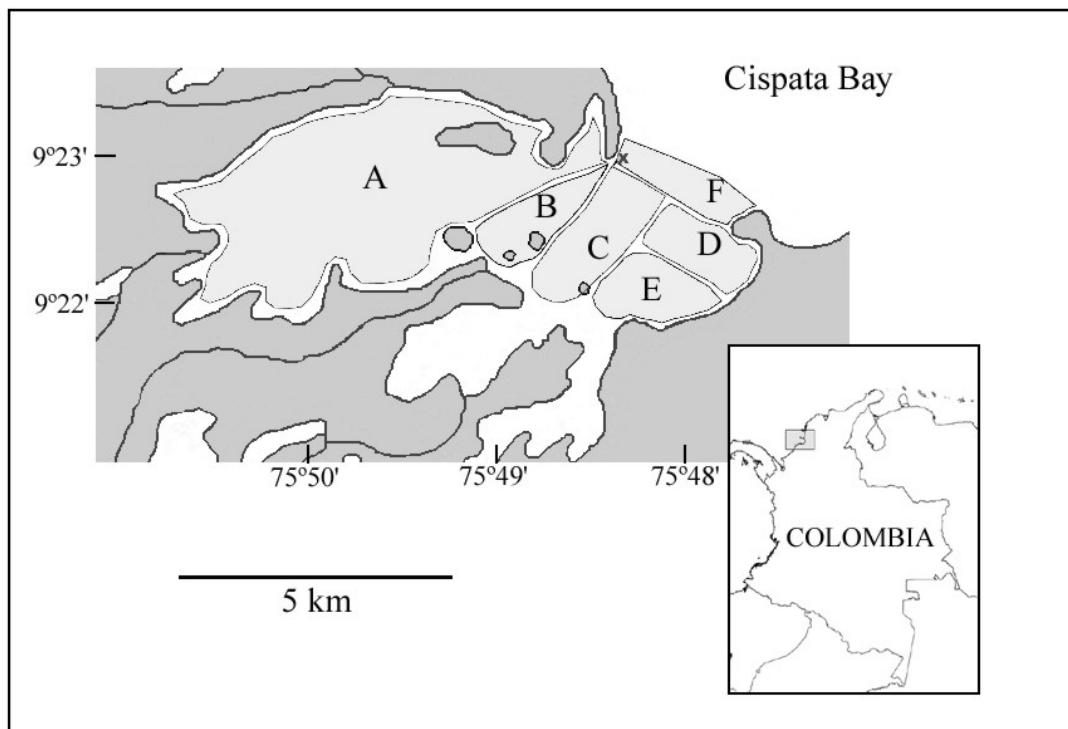 Cispata Bay
9º23'
A
x
F
B
D
C
E
9º22'
75º50'
75º49'
75º48'
5 km
COLOMBIA